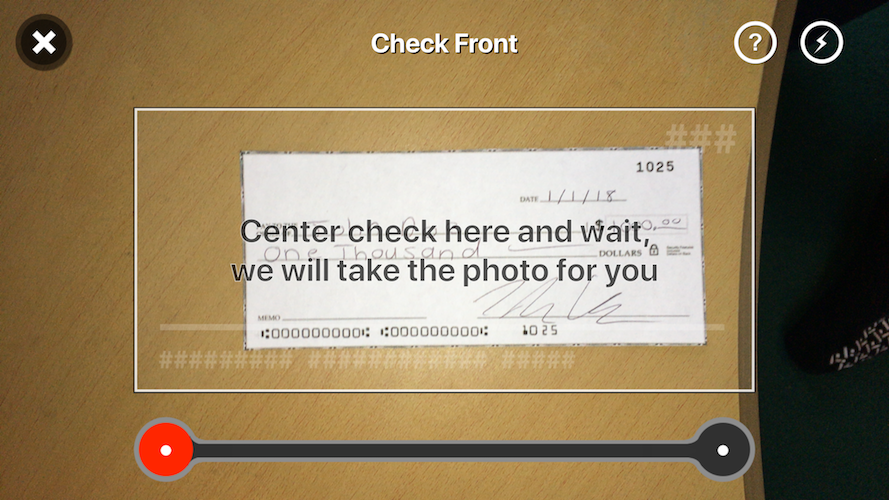 Check Front
?
###
1025
DATE 1/1/18
Center check here and wait,
$
One Thousand DOLLARS
we will take the photo for you
MEMO
⑆000000000⑆ ⑆000000000⑆ 1025
######### ############ #####